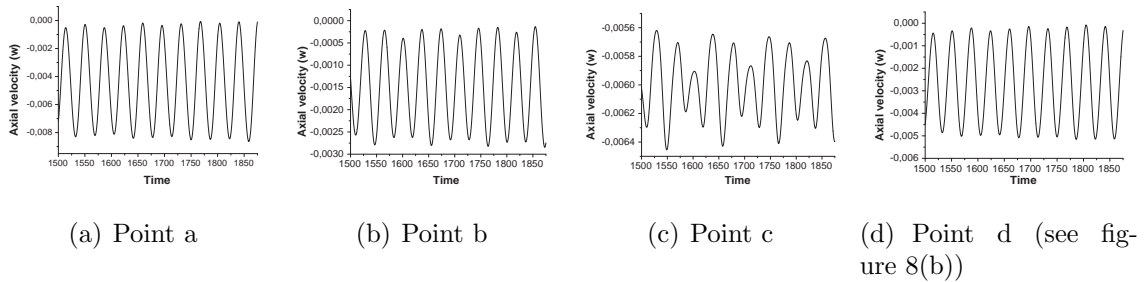 0,000
-0,002
-0,004
-0,006
-0,008
Axial velocity (w)
1500 1550 1600 1650 1700 1750 1800 1850
Time
0,0000
-0,0005
-0,0010
-0,0015
-0,0020
-0,0025
-0,0030
Axial velocity (w)
1500 1550 1600 1650 1700 1750 1800 1850
Time
-0,0056
-0,0058
-0,0060
-0,0062
-0,0064
Axial velocity (w)
1500 1550 1600 1650 1700 1750 1800 1850
Time
0,000
-0,001
-0,002
-0,003
-0,004
-0,005
-0,006
Axial velocity (w)
1500 1550 1600 1650 1700 1750 1800 1850
Time
(a) Point a
(b) Point b
(c) Point c
(d) Point d (see fig-
ure 8(b))